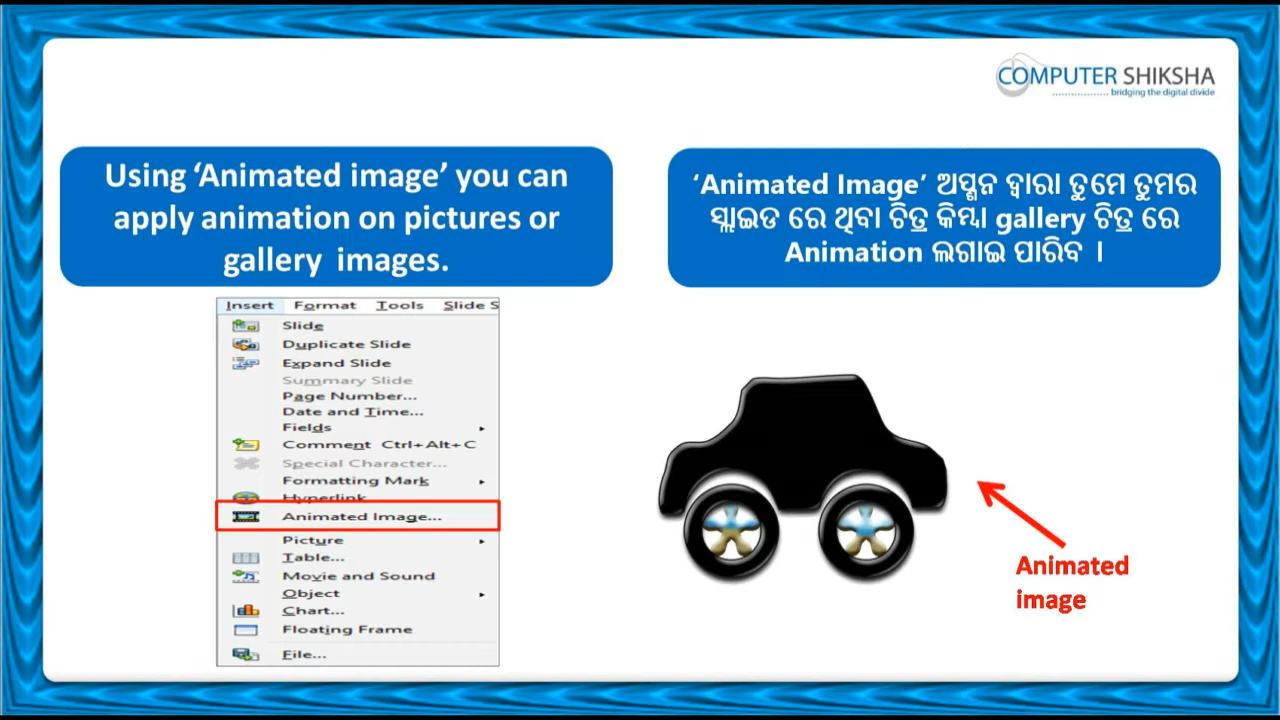 COMPUTER SHIKSHA
bridging the digital divide
Using ‘Animated image’ you can
apply animation on pictures or
gallery images.
‘Animated Image’ ଅପ୍ସନ ଦ୍ଵାରା ତୁମେ ତୁମର
ସ୍ଲାଇଡ ରେ ଥିବା ଚିତ୍ର କିମ୍ଵା gallery ଚିତ୍ର ରେ
Animation ଲଗାଇ ପାରିବ ।
Insert Format Tools Slide S
Slide
Duplicate Slide
Expand Slide
Summary Slide
Page Number...
Date and Time...
Fields
Comment Ctrl+Alt+C
Special Character...
Formatting Mark
Hyperlink
Animated Image...
Picture
Table...
Movie and Sound
Object
Chart...
Floating Frame
File...
Animated
image